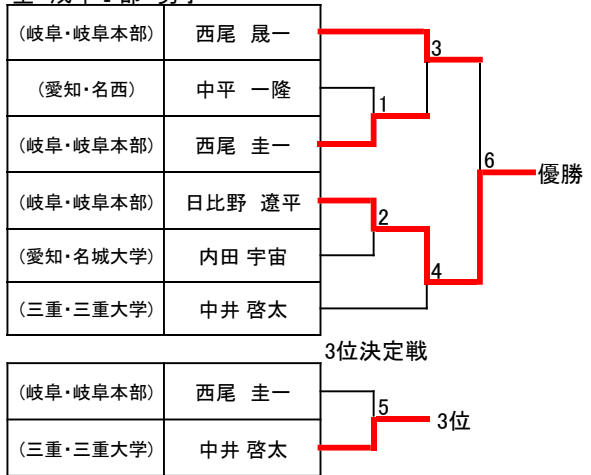 (岐阜・岐阜本部) 西尾 晟一
3
(愛知・名西) 中平 一隆
1
(岐阜・岐阜本部) 西尾 圭一
6
優勝
(岐阜・岐阜本部) 日比野 遼平
2
(愛知・名城大学) 内田 宇宙
4
(三重・三重大学) 中井 啓太
3位決定戦
(岐阜・岐阜本部) 西尾 圭一
5
3位
(三重・三重大学) 中井 啓太